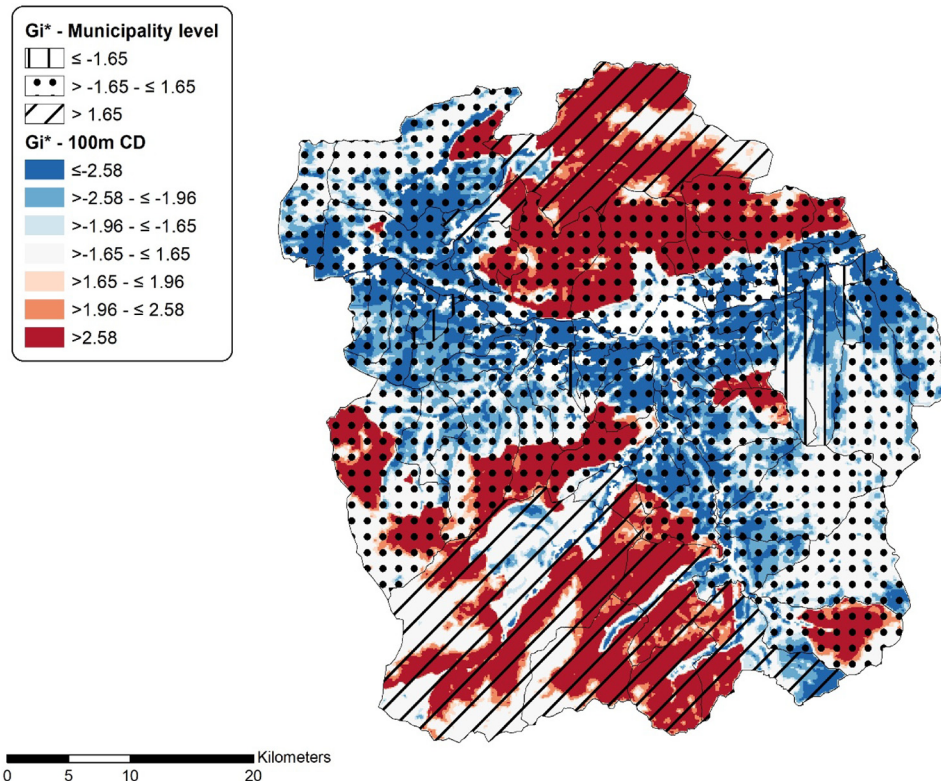 Gi* - Municipality level
≤ -1.65
> -1.65 - ≤ 1.65
> 1.65
Gi* - 100m CD
≤-2.58
>-2.58 - ≤ -1.96
>-1.96 - ≤ -1.65
>-1.65 - ≤ 1.65
>1.65 - ≤ 1.96
>1.96 - ≤ 2.58
>2.58
Kilometers
0 5 10 20